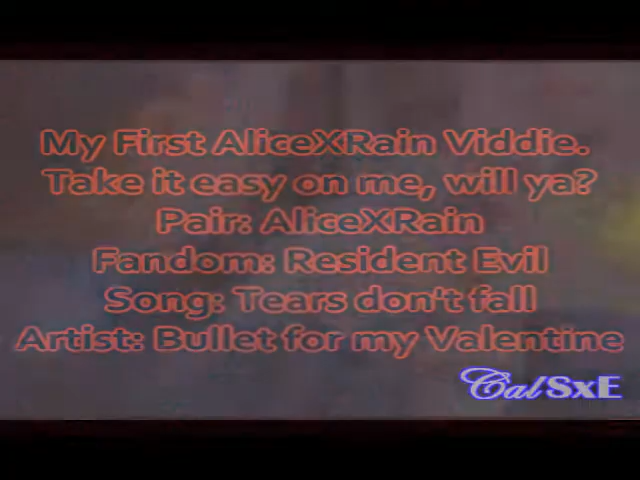 My First AliceXRain Viddie.
Take it easy on me, will ya?
Pair: AliceXRain
Fandom: Resident Evil
Song: Tears don't fall
Artist: Bullet for my Valentine
CalSxE